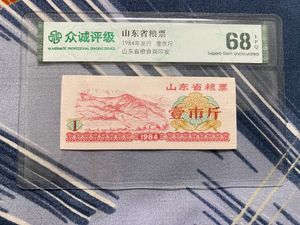 众诚评级
山东省粮票
1984年发行 壹市斤
山东省粮食局印发
68
EPQ
Superb Gem Uncirculated
山东省粮票
壹市斤
1
1984